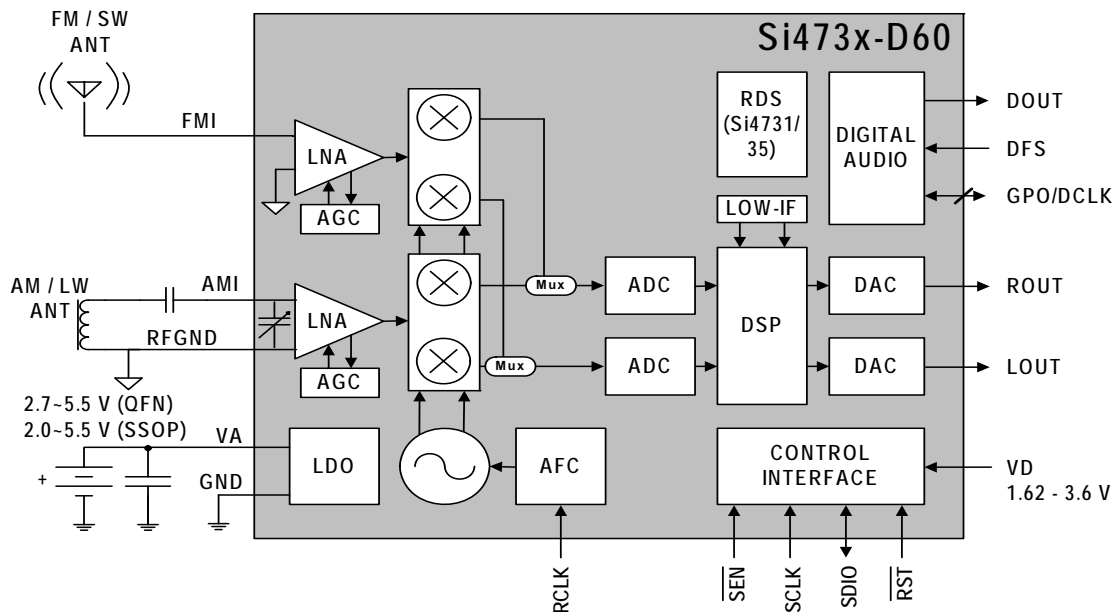 FM / SW
ANT
Si473x-D60
RDS
(Si4731/
35)
DIGITAL
AUDIO
DOUT
DFS
GPO/DCLK
FMI
LNA
AGC
LOW-IF
AM / LW
ANT
AMI
RFGND
LNA
AGC
Mux
Mux
ADC
ADC
DSP
DAC
DAC
ROUT
LOUT
2.7~5.5 V (QFN)
2.0~5.5 V (SSOP)
VA
+
GND
LDO
AFC
CONTROL
INTERFACE
VD
1.62 - 3.6 V
RCLK
SEN
SCLK
SDIO
RST